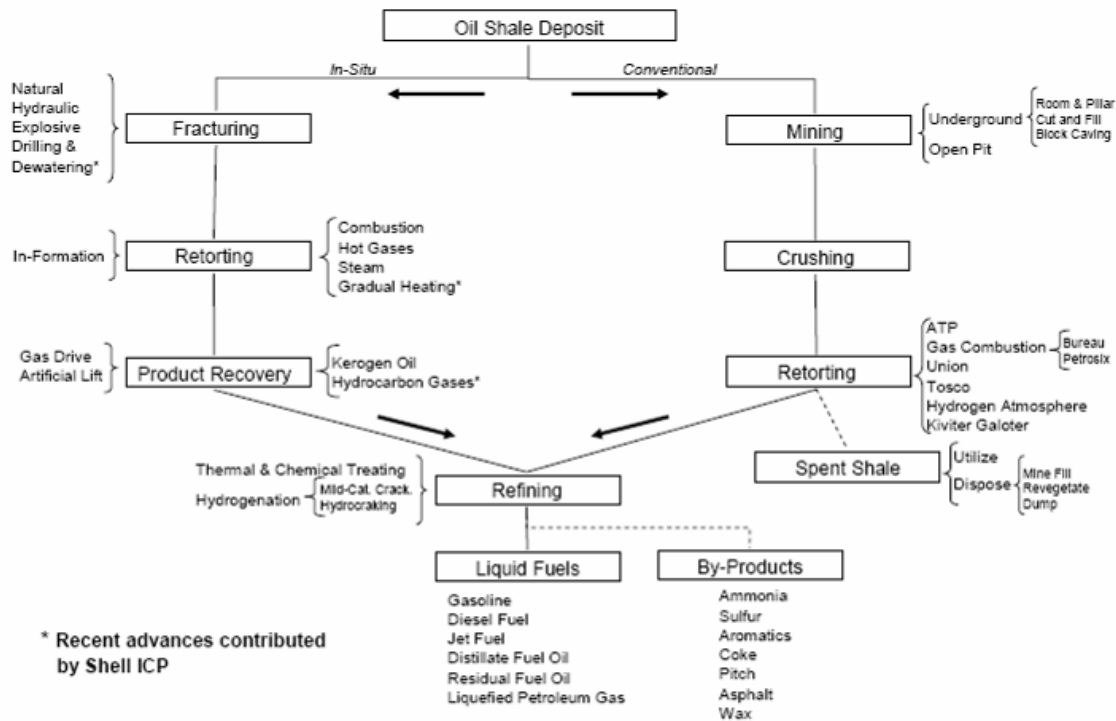 Oil Shale Deposit
In-Situ
Conventional
Natural
Hydraulic
Explosive
Drilling &
Dewatering*
Fracturing
Mining
Underground
Open Pit
Room & Pillar
Cut and Fill
Block Caving
In-Formation
Retorting
Combustion
Hot Gases
Steam
Gradual Heating*
Crushing
Gas Drive
Artificial Lift
Product Recovery
Kerogen Oil
Hydrocarbon Gases*
Retorting
ATP
Gas Combustion
Union
Tosco
Hydrogen Atmosphere
Kiviter Galoter
Bureau
Petrosix
Thermal & Chemical Treating
Hydrogenation
Mild-Cat. Crack.
Hydrocraking
Refining
Spent Shale
Utilize
Dispose
Mine Fill
Revegetate
Dump
Liquid Fuels
Gasoline
Diesel Fuel
Jet Fuel
Distillate Fuel Oil
Residual Fuel Oil
Liquefied Petroleum Gas
By-Products
Ammonia
Sulfur
Aromatics
Coke
Pitch
Asphalt
Wax
* Recent advances contributed
by Shell ICP